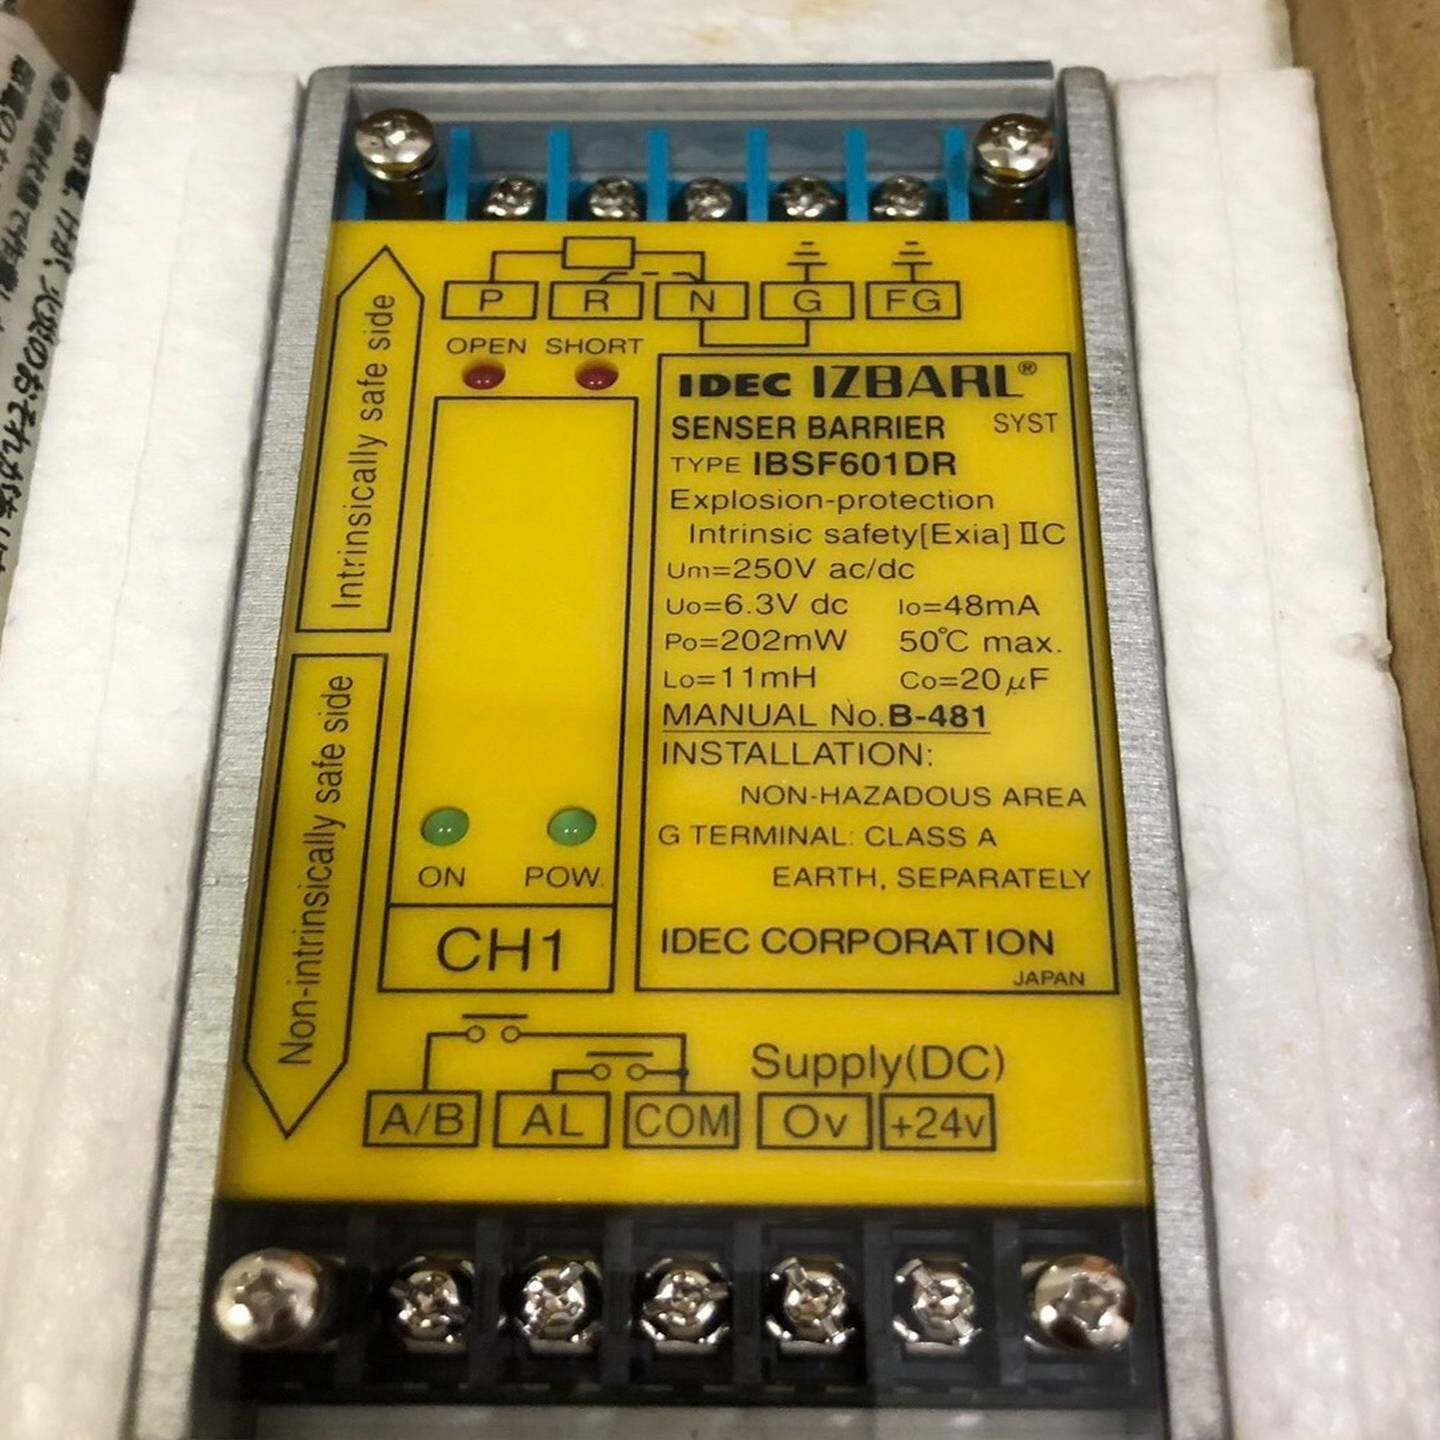 P R N G FG
OPEN SHORT
Intrinsically safe side
IDEC IZBARL®
SENSER BARRIER SYST
TYPE IBSF601DR
Explosion-protection
Intrinsic safety[Exia] IIC
Um=250V ac/dc
Uo=6.3V dc Io=48mA
Po=202mW 50℃ max.
Lo=11mH Co=20μF
MANUAL No.B-481
INSTALLATION:
NON-HAZADOUS AREA
G TERMINAL: CLASS A
EARTH, SEPARATELY
IDEC CORPORATION
JAPAN
Non-intrinsically safe side
ON POW.
CH1
Supply(DC)
A/B AL COM 0v +24v